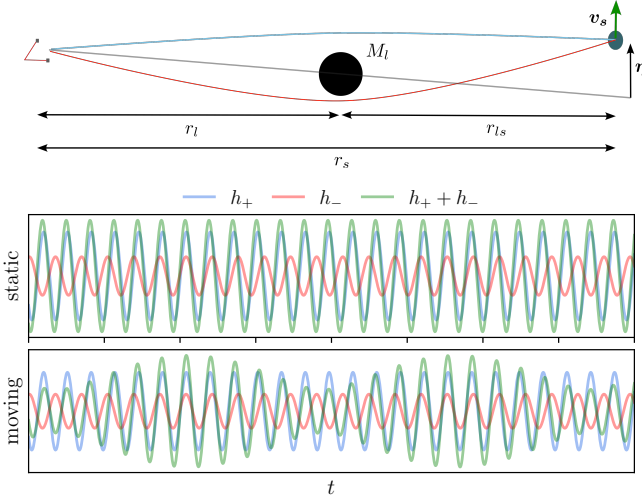 v_s
M_l
r
r_l
r_ls
r_s
h_+ h_− h_+ + h_−
static
moving
t